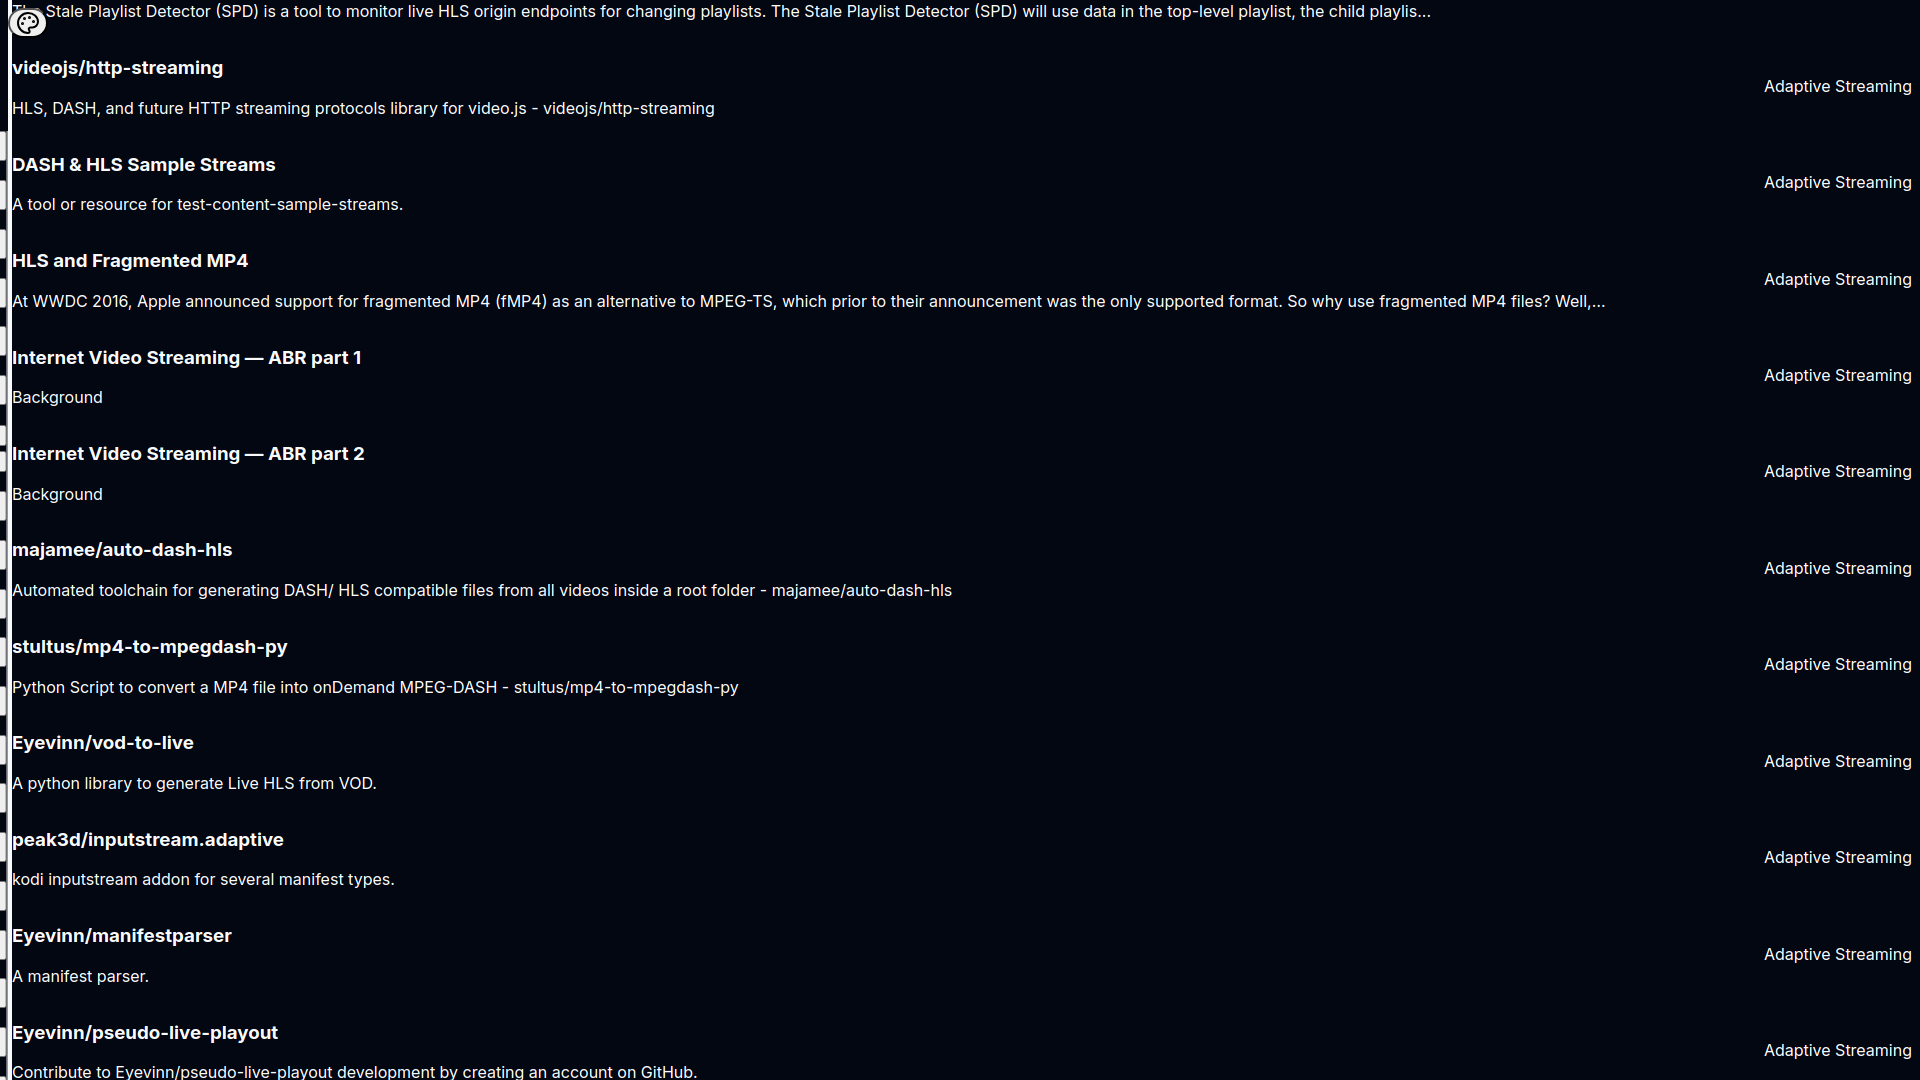 Stale Playlist Detector (SPD) is a tool to monitor live HLS origin endpoints for changing playlists. The Stale Playlist Detector (SPD) will use data in the top-level playlist, the child playlis...
videojs/http-streaming
Adaptive Streaming
HLS, DASH, and future HTTP streaming protocols library for video.js - videojs/http-streaming
DASH & HLS Sample Streams
Adaptive Streaming
A tool or resource for test-content-sample-streams.
HLS and Fragmented MP4
Adaptive Streaming
At WWDC 2016, Apple announced support for fragmented MP4 (fMP4) as an alternative to MPEG-TS, which prior to their announcement was the only supported format. So why use fragmented MP4 files? Well,...
Internet Video Streaming — ABR part 1
Adaptive Streaming
Background
Internet Video Streaming — ABR part 2
Adaptive Streaming
Background
majamee/auto-dash-hls
Adaptive Streaming
Automated toolchain for generating DASH/ HLS compatible files from all videos inside a root folder - majamee/auto-dash-hls
stultus/mp4-to-mpegdash-py
Adaptive Streaming
Python Script to convert a MP4 file into onDemand MPEG-DASH - stultus/mp4-to-mpegdash-py
Eyevinn/vod-to-live
Adaptive Streaming
A python library to generate Live HLS from VOD.
peak3d/inputstream.adaptive
Adaptive Streaming
kodi inputstream addon for several manifest types.
Eyevinn/manifestparser
Adaptive Streaming
A manifest parser.
Eyevinn/pseudo-live-playout
Adaptive Streaming
Contribute to Eyevinn/pseudo-live-playout development by creating an account on GitHub.